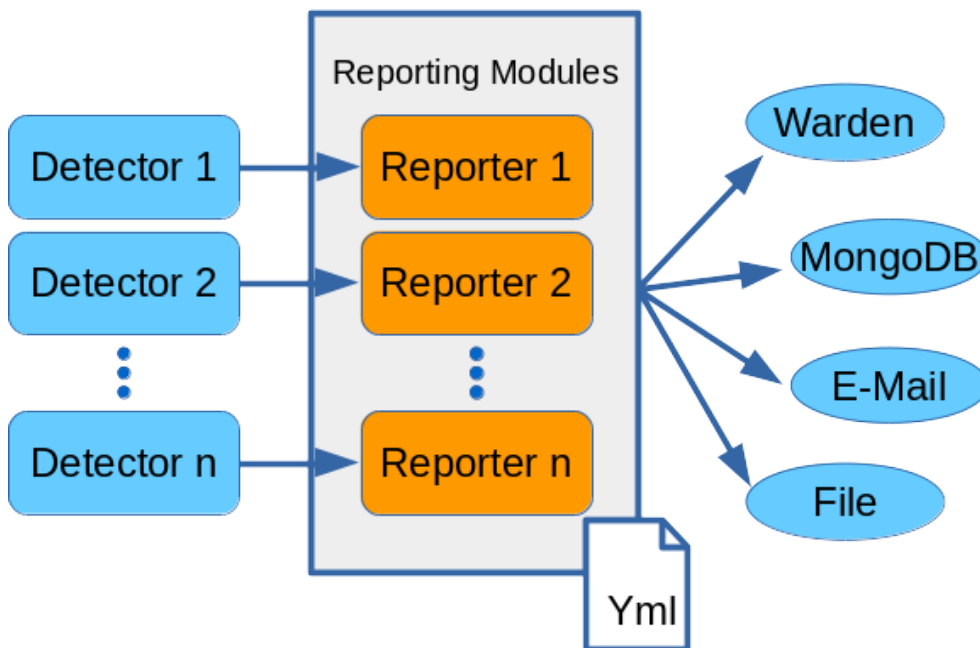 Reporting Modules
Detector 1
Reporter 1
Detector 2
Reporter 2
Detector n
Reporter n
Warden
MongoDB
E-Mail
File
Yml